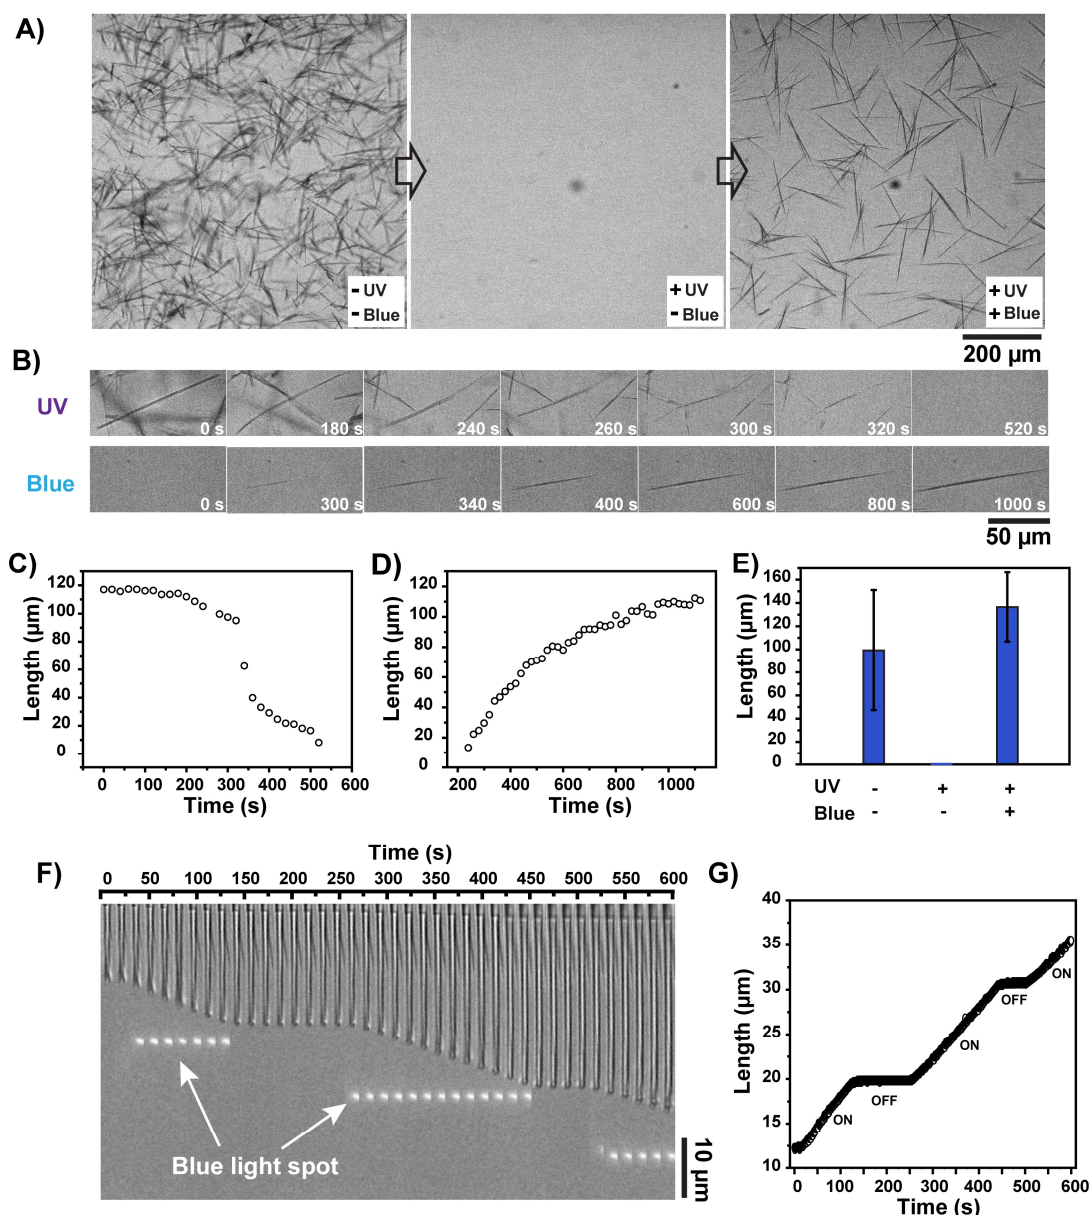 A)
- UV
- Blue
+ UV
- Blue
+ UV
+ Blue
200 µm
B)
UV
0 s
180 s
240 s
260 s
300 s
320 s
520 s
Blue
0 s
300 s
340 s
400 s
600 s
800 s
1000 s
50 µm
C)
Length (µm)
120
100
80
60
40
20
0
0 100 200 300 400 500 600
Time (s)
D)
Length (µm)
120
100
80
60
40
20
0
200 400 600 800 1000
Time (s)
E)
Length (µm)
160
140
120
100
80
60
40
20
0
UV - + +
Blue - - +
F)
Time (s)
0 50 100 150 200 250 300 350 400 450 500 550 600
Blue light spot
10 µm
G)
Length (µm)
40
35
30
25
20
15
10
ON
OFF
ON
OFF
ON
0 100 200 300 400 500 600
Time (s)